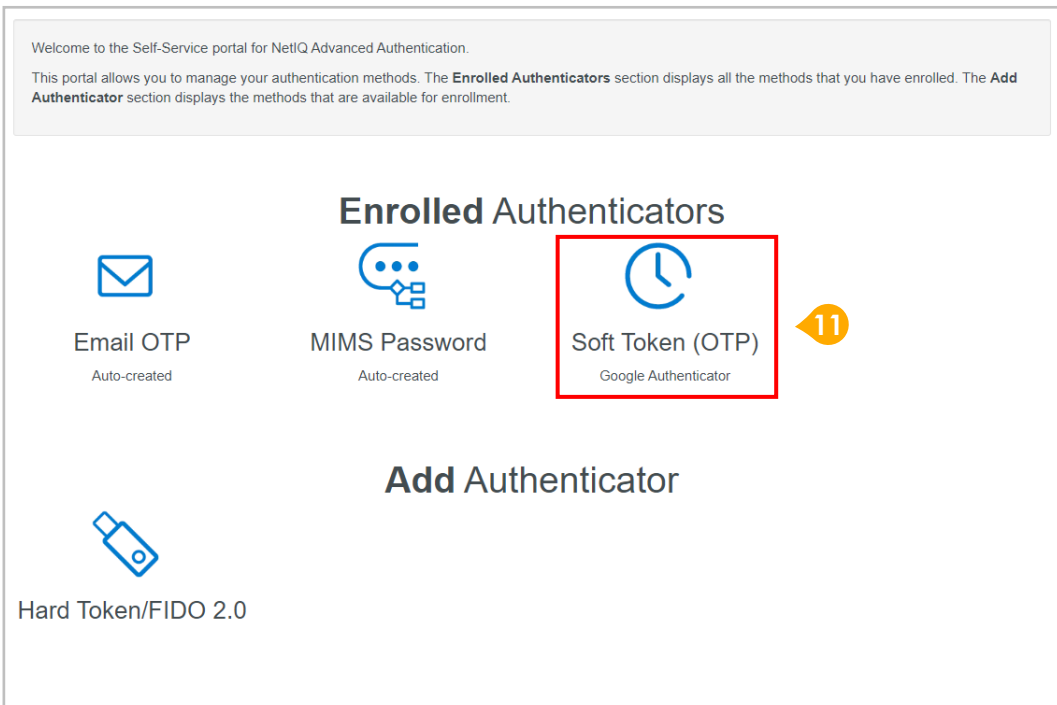 Welcome to the Self-Service portal for NetIQ Advanced Authentication.
This portal allows you to manage your authentication methods. The Enrolled Authenticators section displays all the methods that you have enrolled. The Add
Authenticator section displays the methods that are available for enrollment.
Enrolled Authenticators
Email OTP
Auto-created
MIMS Password
Auto-created
Soft Token (OTP)
Google Authenticator
11
Add Authenticator
Hard Token/FIDO 2.0